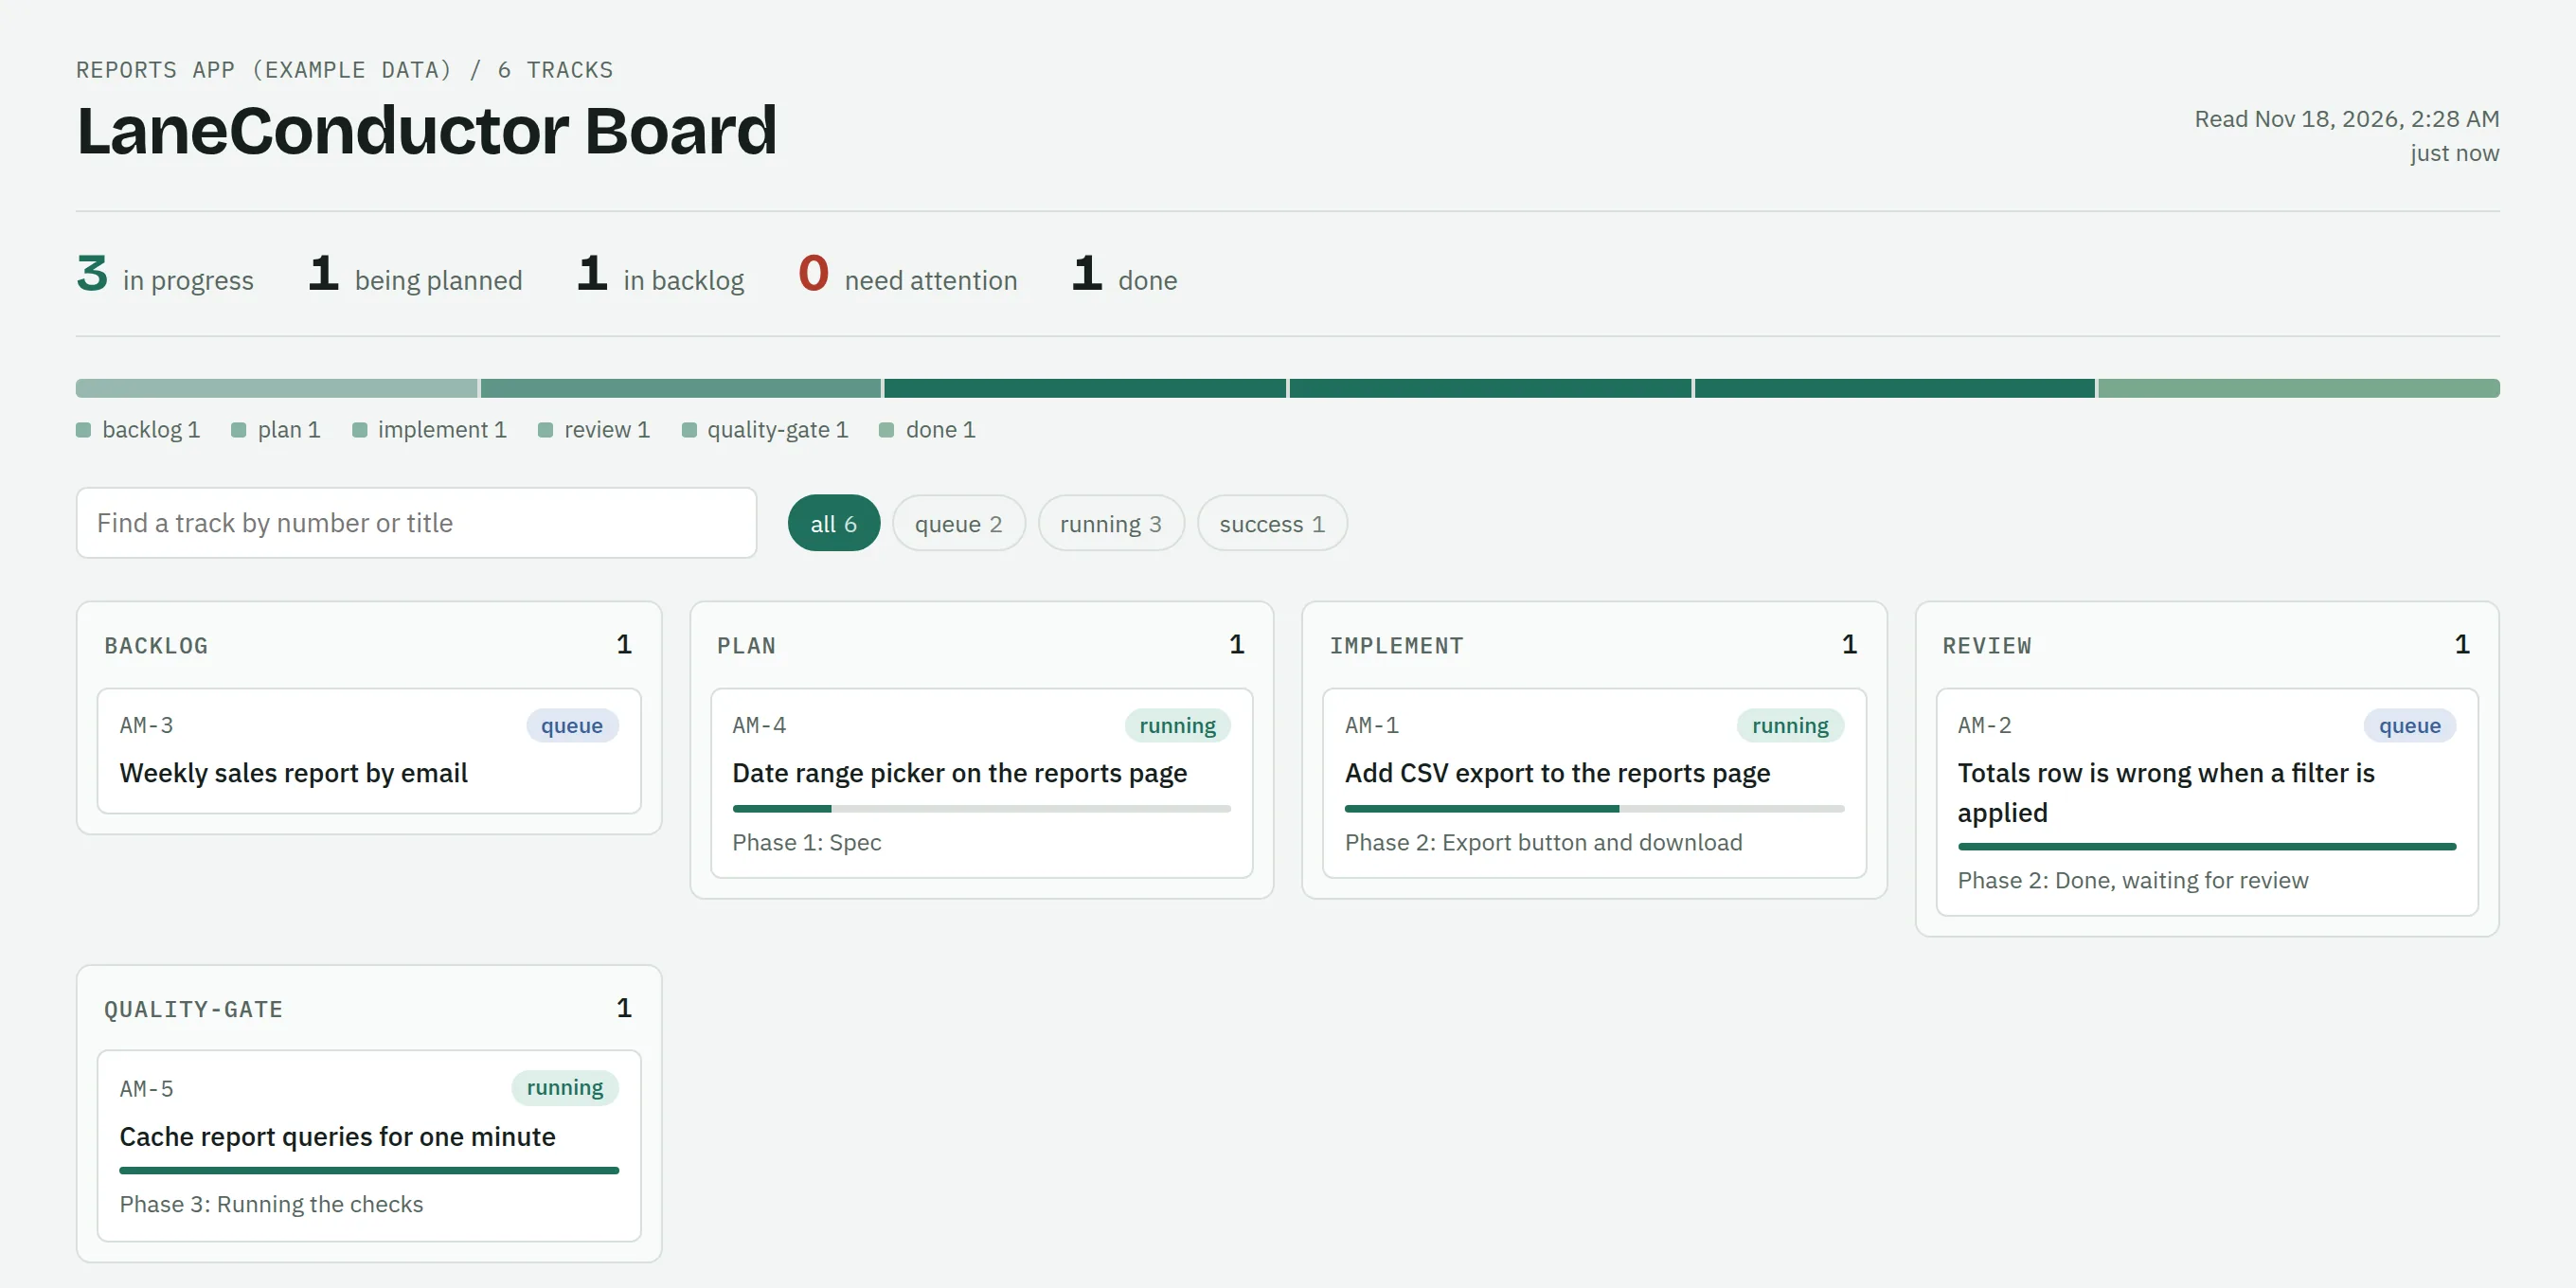 REPORTS APP (EXAMPLE DATA) / 6 TRACKS
LaneConductor Board
Read Nov 18, 2026, 2:28 AM
just now
3 in progress
1 being planned
1 in backlog
0 need attention
1 done
backlog 1
plan 1
implement 1
review 1
quality-gate 1
done 1
Find a track by number or title
all 6
queue 2
running 3
success 1
BACKLOG 1
AM-3 queue
Weekly sales report by email
PLAN 1
AM-4 running
Date range picker on the reports page
Phase 1: Spec
IMPLEMENT 1
AM-1 running
Add CSV export to the reports page
Phase 2: Export button and download
REVIEW 1
AM-2 queue
Totals row is wrong when a filter is
applied
Phase 2: Done, waiting for review
QUALITY-GATE 1
AM-5 running
Cache report queries for one minute
Phase 3: Running the checks